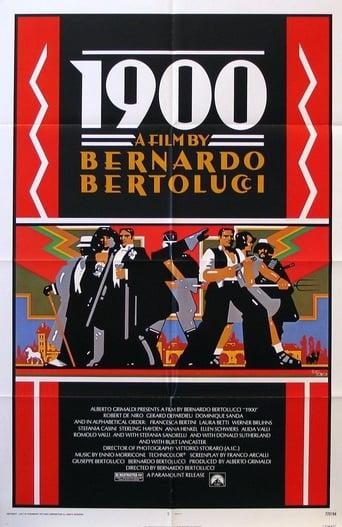 1900
A FILM BY
BERNARDO
BERTOLUCCI
ALBERTO GRIMALDI PRESENTS A FILM BY BERNARDO BERTOLUCCI "1900"
ROBERT DE NIRO GERARD DEPARDIEU DOMINIQUE SANDA
AND IN ALPHABETICAL ORDER: FRANCESCA BERTINI LAURA BETTI WERNER BRUHNS
STEFANIA CASINI STERLING HAYDEN ANNA HENKEL ELLEN SCHWIERS ALIDA VALLI
ROMOLO VALLI AND WITH STEFANIA SANDRELLI AND WITH DONALD SUTHERLAND
AND WITH BURT LANCASTER
DIRECTOR OF PHOTOGRAPHY VITTORIO STORARO (A.I.C.)
MUSIC BY ENNIO MORRICONE TECHNICOLOR® SCREENPLAY BY FRANCO ARCALLI
GIUSEPPE BERTOLUCCI BERNARDO BERTOLUCCI PRODUCED BY ALBERTO GRIMALDI
DIRECTED BY BERNARDO BERTOLUCCI
A PARAMOUNT RELEASE